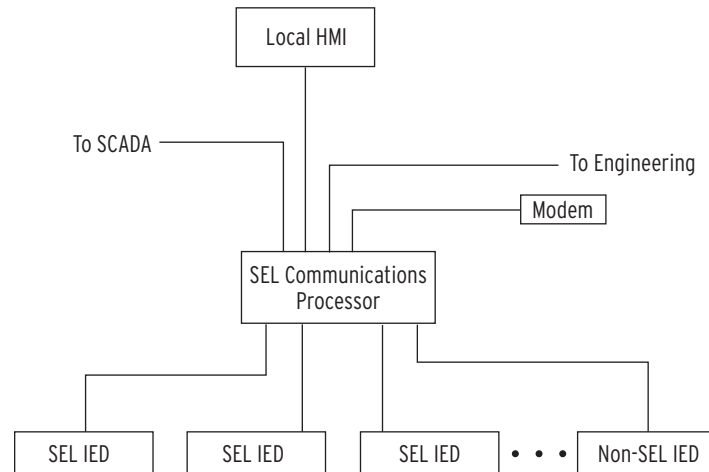 Local HMI
To SCADA
To Engineering
Modem
SEL Communications
Processor
SEL IED
SEL IED
SEL IED
Non-SEL IED